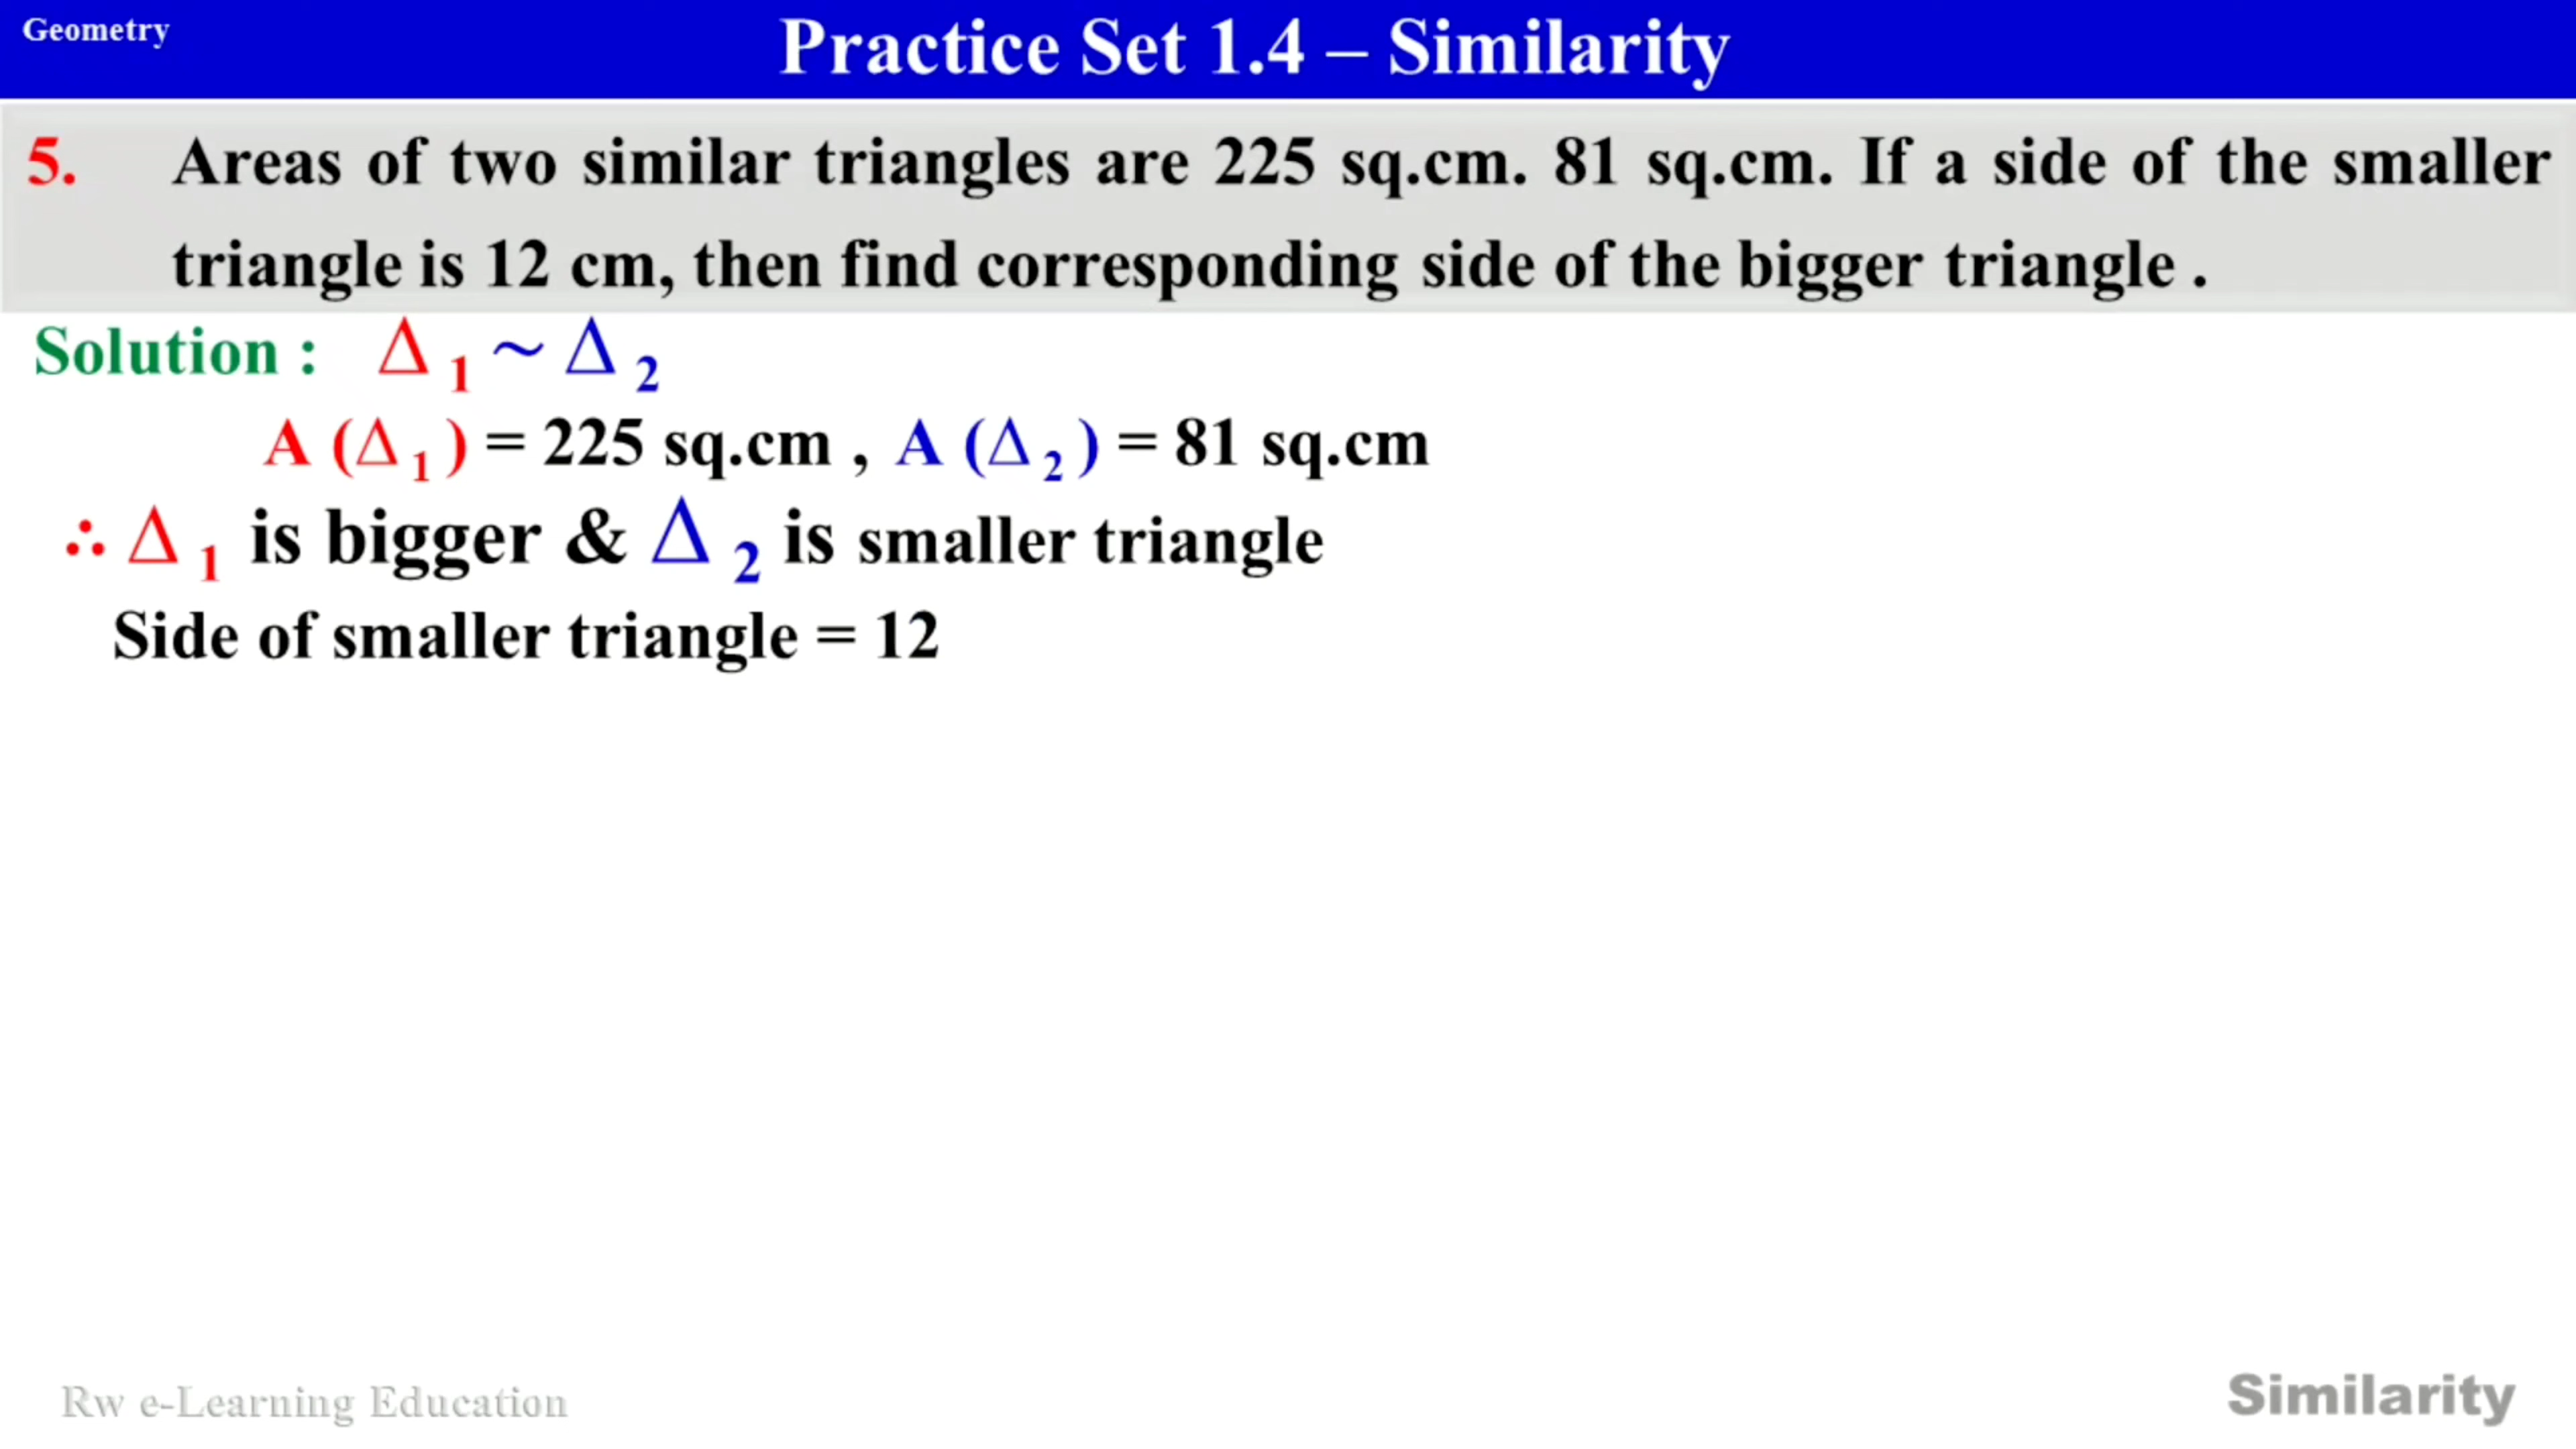 Geometry
Practice Set 1.4 – Similarity
5. Areas of two similar triangles are 225 sq.cm. 81 sq.cm. If a side of the smaller
triangle is 12 cm, then find corresponding side of the bigger triangle .
Solution : Δ 1 ~ Δ 2
A (Δ 1 ) = 225 sq.cm , A (Δ 2 ) = 81 sq.cm
∴ Δ 1 is bigger & Δ 2 is smaller triangle
Side of smaller triangle = 12
Rw e-Learning Education
Similarity